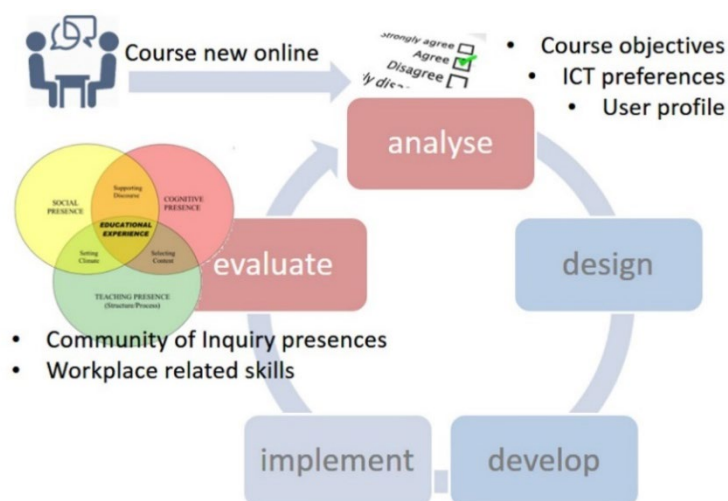 Course new online
Strongly agree
Agree
Disagree
• Course objectives
• ICT preferences
• User profile
analyse
SOCIAL
PRESENCE
Supporting
Discourse
COGNITIVE
PRESENCE
EDUCATIONAL
EXPERIENCE
Setting
Climate
Selecting
Content
TEACHING PRESENCE
(Structure/Process)
evaluate
design
• Community of Inquiry presences
• Workplace related skills
implement
develop